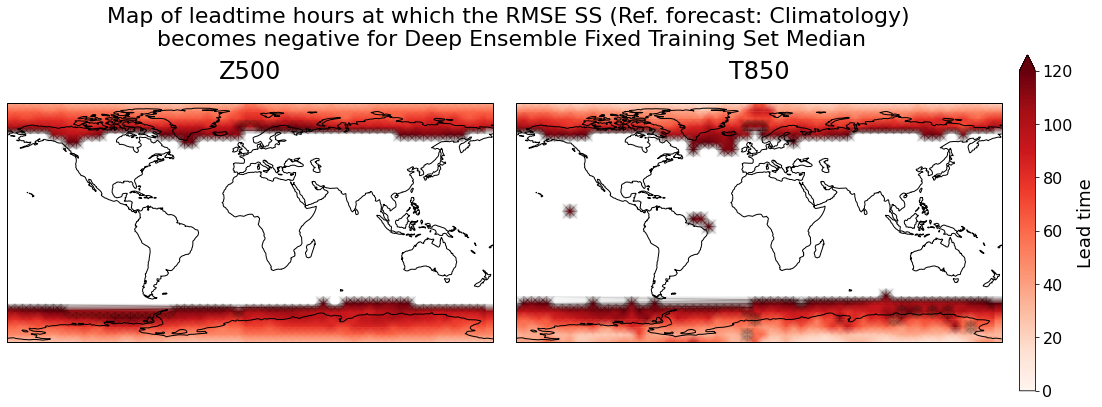 Map of leadtime hours at which the RMSE SS (Ref. forecast: Climatology)
becomes negative for Deep Ensemble Fixed Training Set Median
Z500
T850
120
100
80
60
40
20
0
Lead time